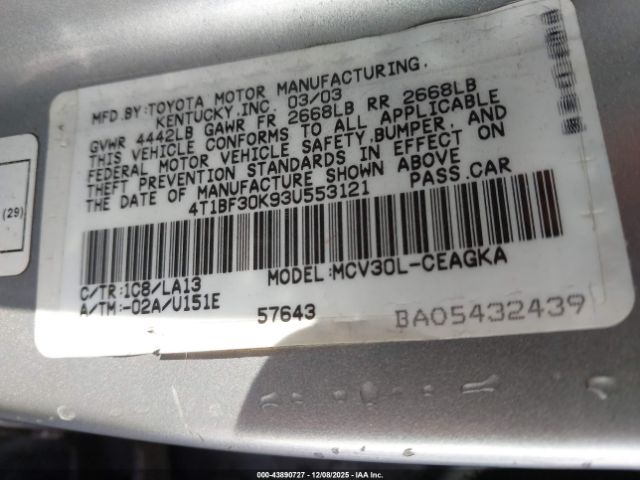 MFD.BY:TOYOTA MOTOR MANUFACTURING,
KENTUCKY,INC. 03/03
GVWR 4442LB GAWR FR 2668LB RR 2668LB
THIS VEHICLE CONFORMS TO ALL APPLICABLE
FEDERAL MOTOR VEHICLE SAFETY,BUMPER, AND
THEFT PREVENTION STANDARDS IN EFFECT ON
THE DATE OF MANUFACTURE SHOWN ABOVE
4T1BF30K93U553121 PASS.CAR
(29)
C/TR:1C8/LA13 MODEL:MCV30L-CEAGKA
A/TM:-02A/U151E 57643 BA05432439
000-43890727 - 12/08/2025 - IAA Inc.